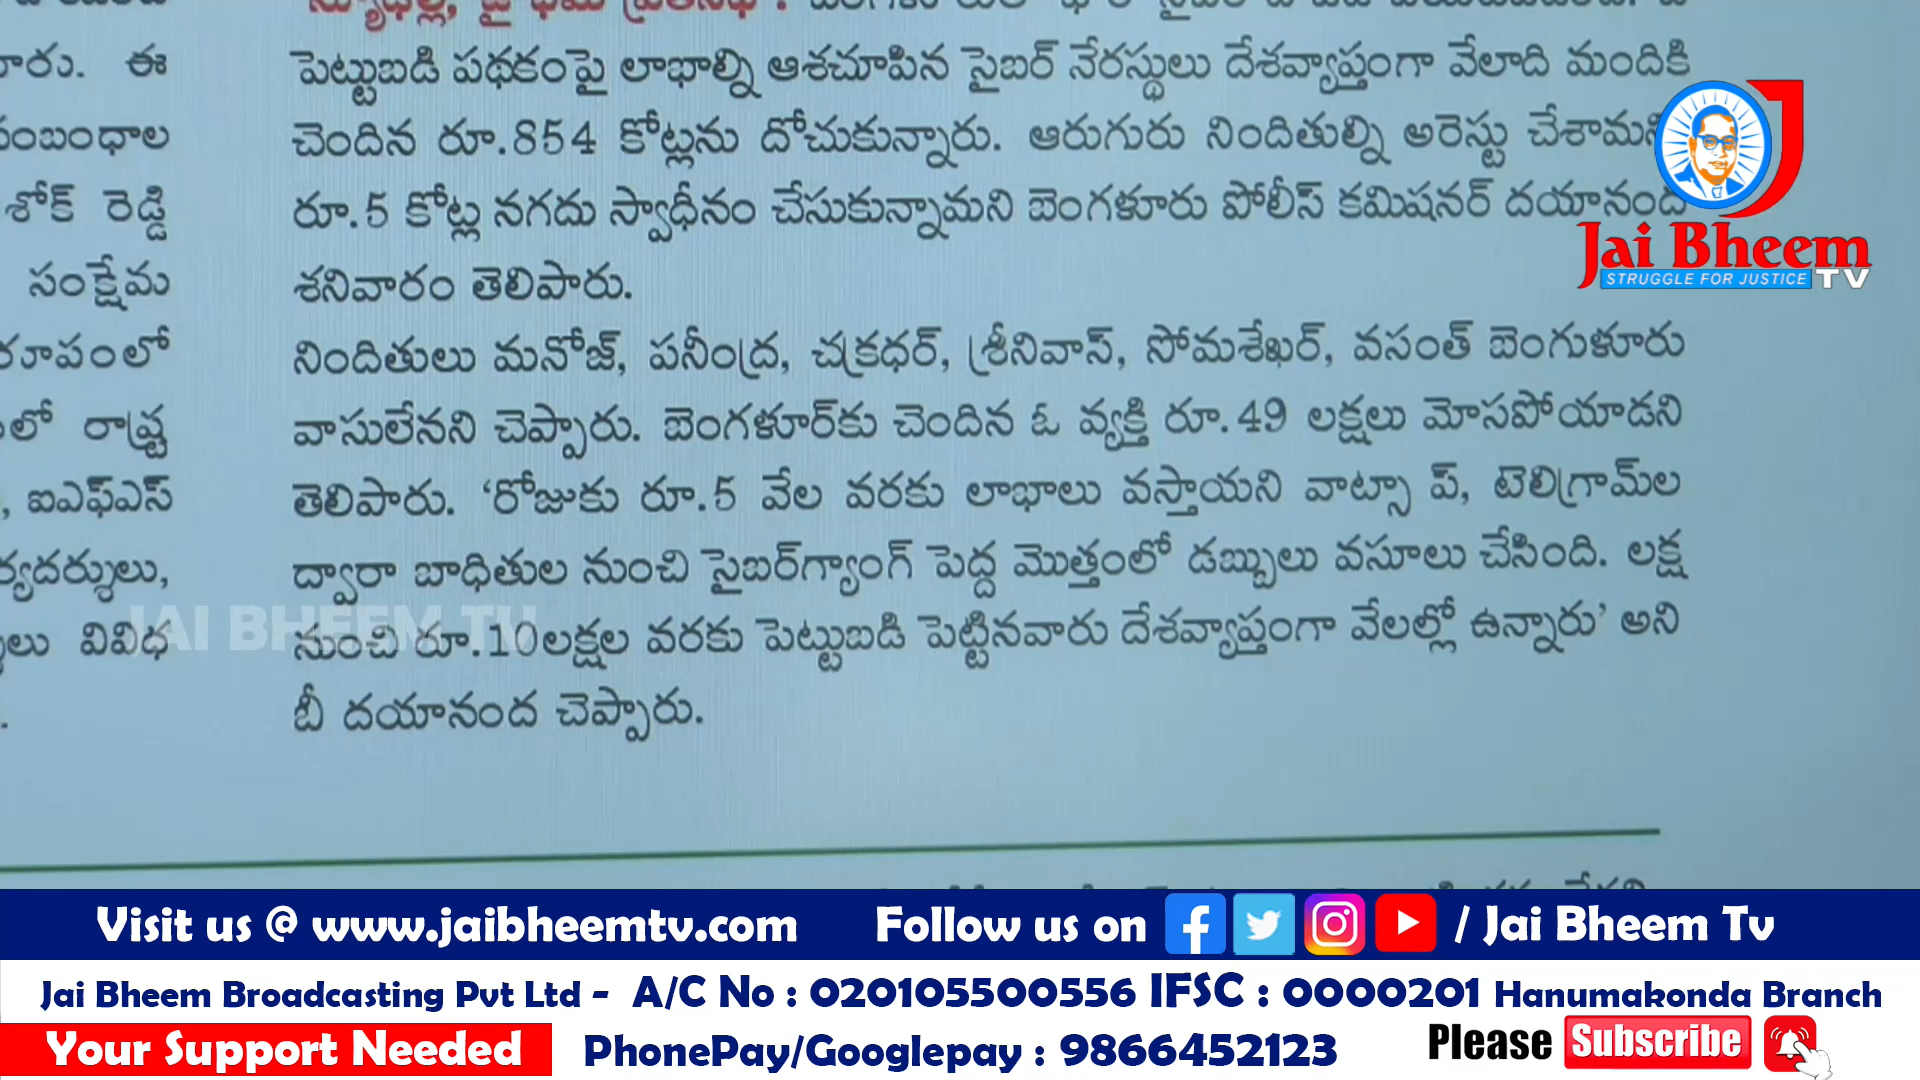 న్యూఢిల్లీ, జై భీమ్ ప్రతినిధి :
వారు. ఈ
సంబంధాల
శోక్ రెడ్డి
సంక్షేమ
రూపంలో
లో రాష్ట్ర
, ఐఎఫ్ఎస్
ర్యదర్శులు,
లు వివిధ
పెట్టుబడి పథకంపై లాభాల్ని ఆశచూపిన సైబర్ నేరస్థులు దేశవ్యాప్తంగా వేలాది మందికి
చెందిన రూ.854 కోట్లను దోచుకున్నారు. ఆరుగురు నిందితుల్ని అరెస్టు చేశామని
రూ.5 కోట్ల నగదు స్వాధీనం చేసుకున్నామని బెంగళూరు పోలీస్ కమిషనర్ దయానంద
శనివారం తెలిపారు.
నిందితులు మనోజ్, పనీంద్ర, చక్రధర్, శ్రీనివాస్, సోమశేఖర్, వసంత్ బెంగుళూరు
వాసులేనని చెప్పారు. బెంగళూర్‌కు చెందిన ఓ వ్యక్తి రూ.49 లక్షలు మోసపోయాడని
తెలిపారు. ‘రోజుకు రూ.5 వేల వరకు లాభాలు వస్తాయని వాట్సా ప్, టెలిగ్రామ్‌ల
ద్వారా బాధితుల నుంచి సైబర్‌గ్యాంగ్ పెద్ద మొత్తంలో డబ్బులు వసూలు చేసింది. లక్ష
నుంచి రూ.10లక్షల వరకు పెట్టుబడి పెట్టినవారు దేశవ్యాప్తంగా వేలల్లో ఉన్నారు’ అని
బీ దయానంద చెప్పారు.
JAI BHEEM TV
Jai Bheem
STRUGGLE FOR JUSTICE TV
Visit us @ www.jaibheemtv.com Follow us on / Jai Bheem Tv
Jai Bheem Broadcasting Pvt Ltd - A/C No : 020105500556 IFSC : 0000201 Hanumakonda Branch
Your Support Needed PhonePay/Googlepay : 9866452123 Please Subscribe